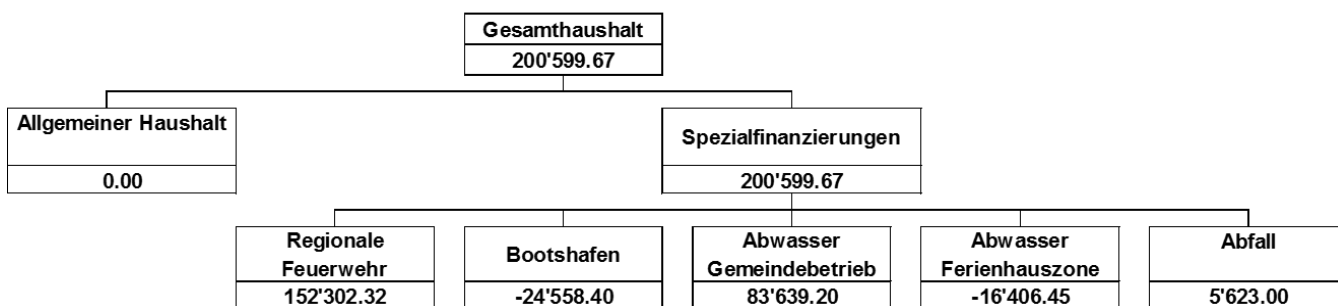 Gesamthaushalt
200'599.67
Allgemeiner Haushalt
0.00
Spezialfinanzierungen
200'599.67
Regionale
Feuerwehr
152'302.32
Bootshafen
-24'558.40
Abwasser
Gemeindebetrieb
83'639.20
Abwasser
Ferienhauszone
-16'406.45
Abfall
5'623.00